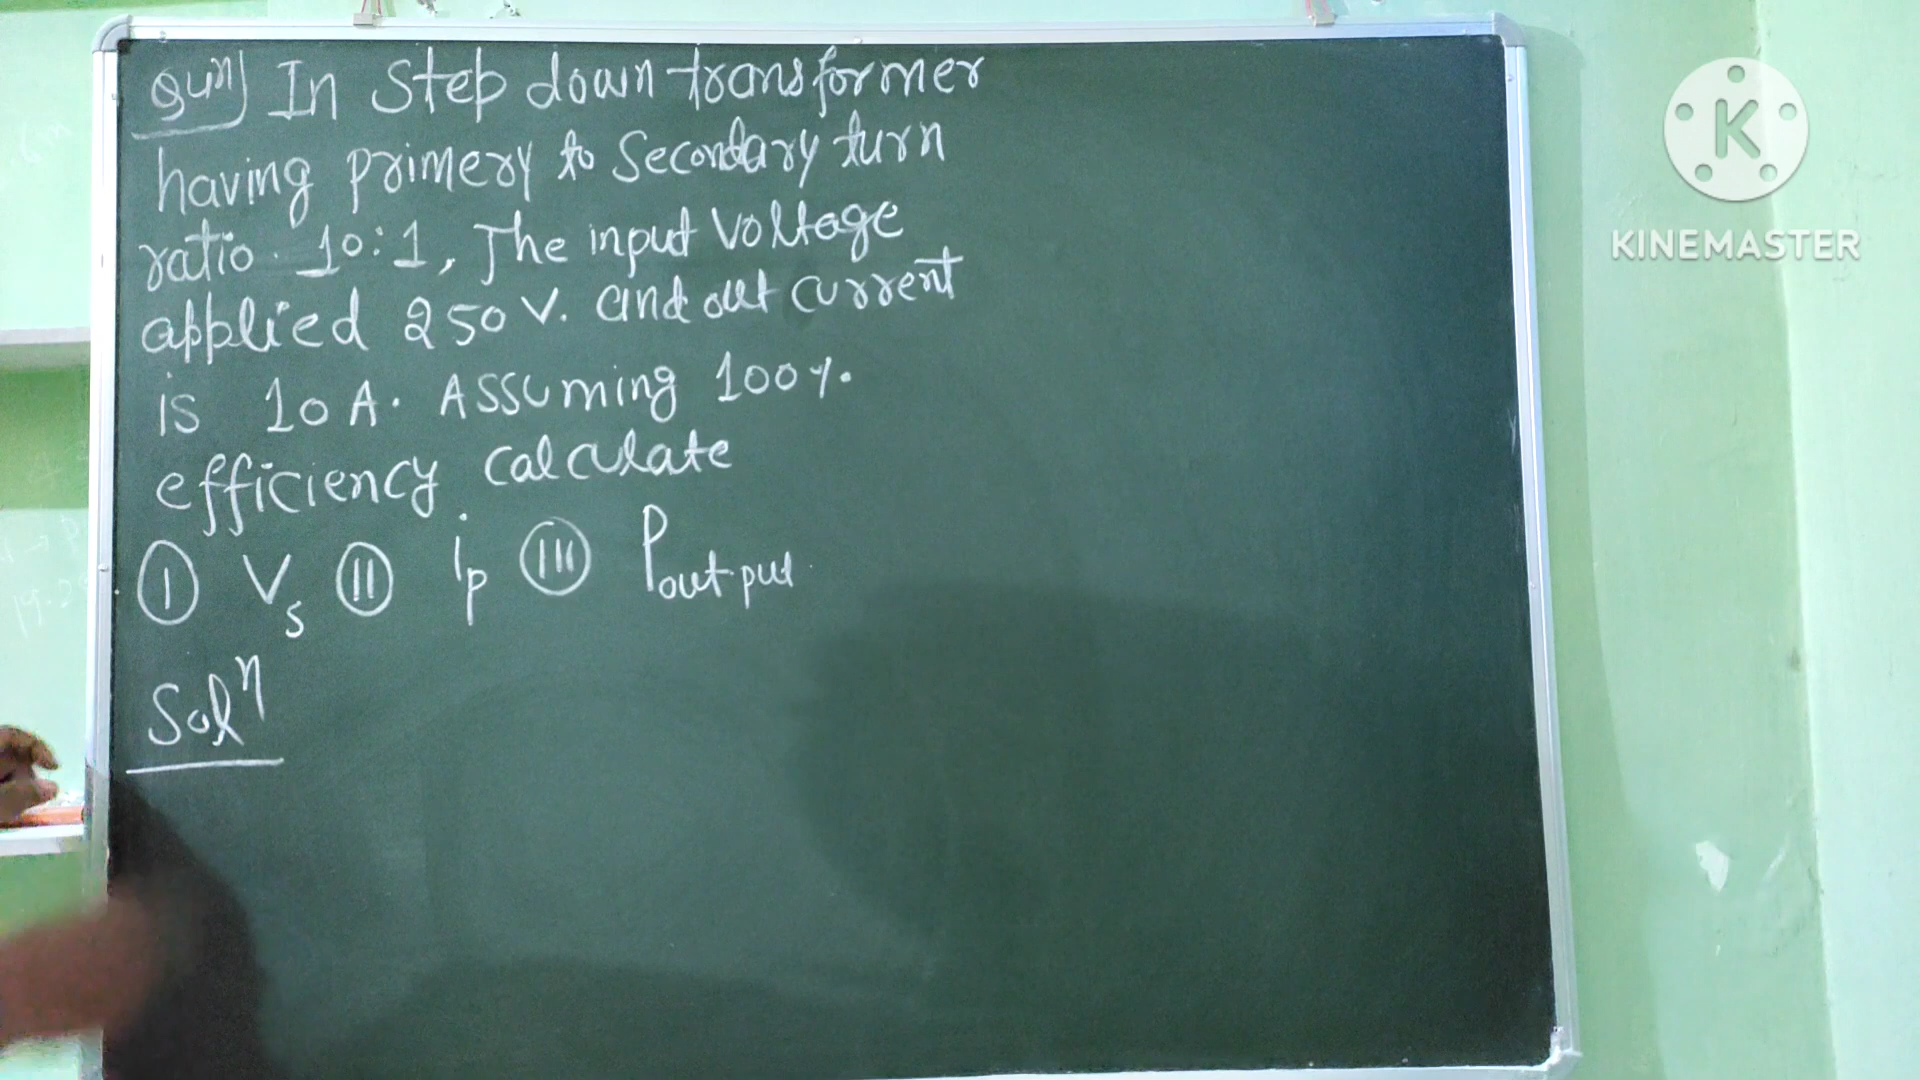 Qun) In Step down transformer
having primery to Secondary turn
ratio. 10:1, The input Voltage
applied 250 V. and out current
is 10 A. Assuming 100%.
efficiency calculate
(I) Vs (II) ip (III) Poutput.
Solⁿ
K
KINEMASTER